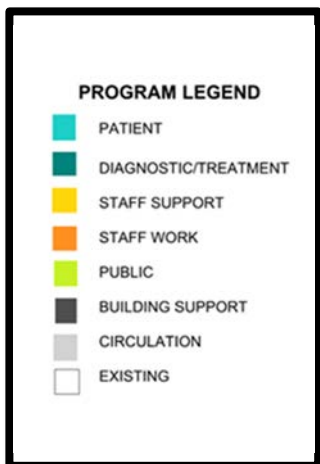 PROGRAM LEGEND
PATIENT
DIAGNOSTIC/TREATMENT
STAFF SUPPORT
STAFF WORK
PUBLIC
BUILDING SUPPORT
CIRCULATION
EXISTING